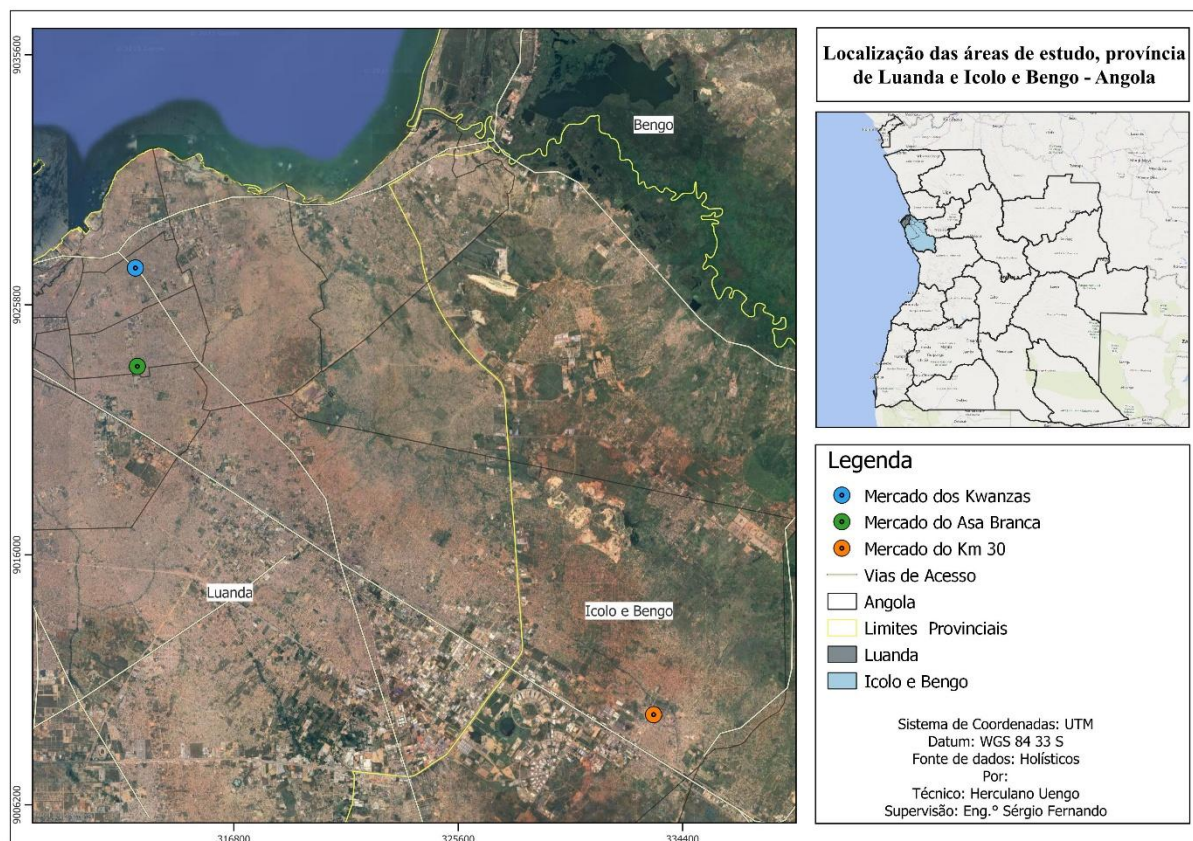 Localização das áreas de estudo, província
de Luanda e Icolo e Bengo - Angola
9035600
9025800
9016000
9006200
Bengo
Luanda
Icolo e Bengo
316800
325600
334400
Legenda
Mercado dos Kwanzas
Mercado do Asa Branca
Mercado do Km 30
Vias de Acesso
Angola
Limites Provinciais
Luanda
Icolo e Bengo
Sistema de Coordenadas: UTM
Datum: WGS 84 33 S
Fonte de dados: Holísticos
Por:
Técnico: Herculano Uengo
Supervisão: Eng.º Sérgio Fernando